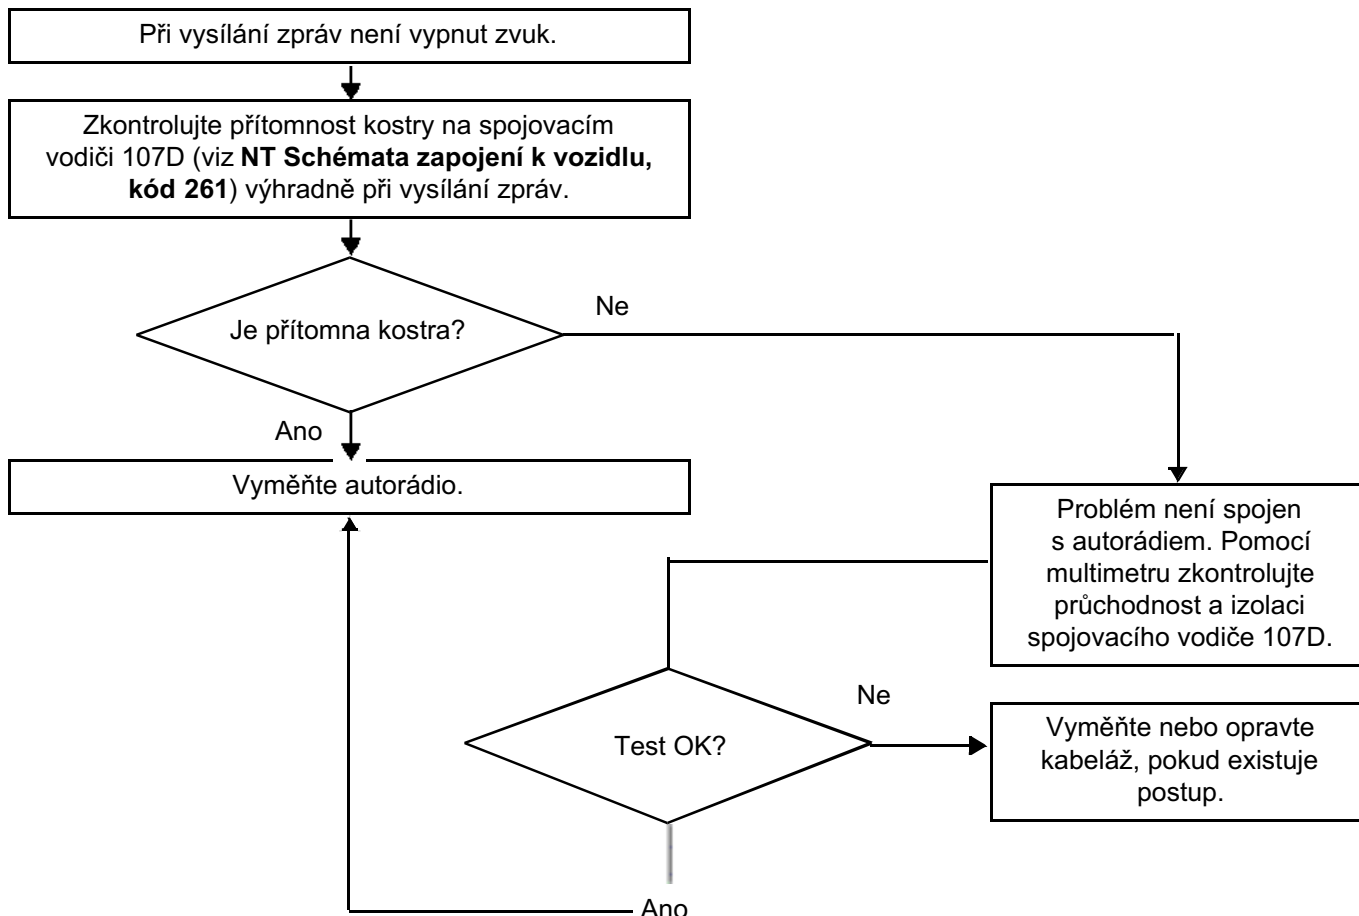 Při vysílání zpráv není vypnut zvuk.
Zkontrolujte přítomnost kostry na spojovacím
vodiči 107D (viz NT Schémata zapojení k vozidlu,
kód 261) výhradně při vysílání zpráv.
Je přítomna kostra?
Ne
Ano
Vyměňte autorádio.
Problém není spojen
s autorádiem. Pomocí
multimetru zkontrolujte
průchodnost a izolaci
spojovacího vodiče 107D.
Test OK?
Ne
Vyměňte nebo opravte
kabeláž, pokud existuje
postup.
Ano